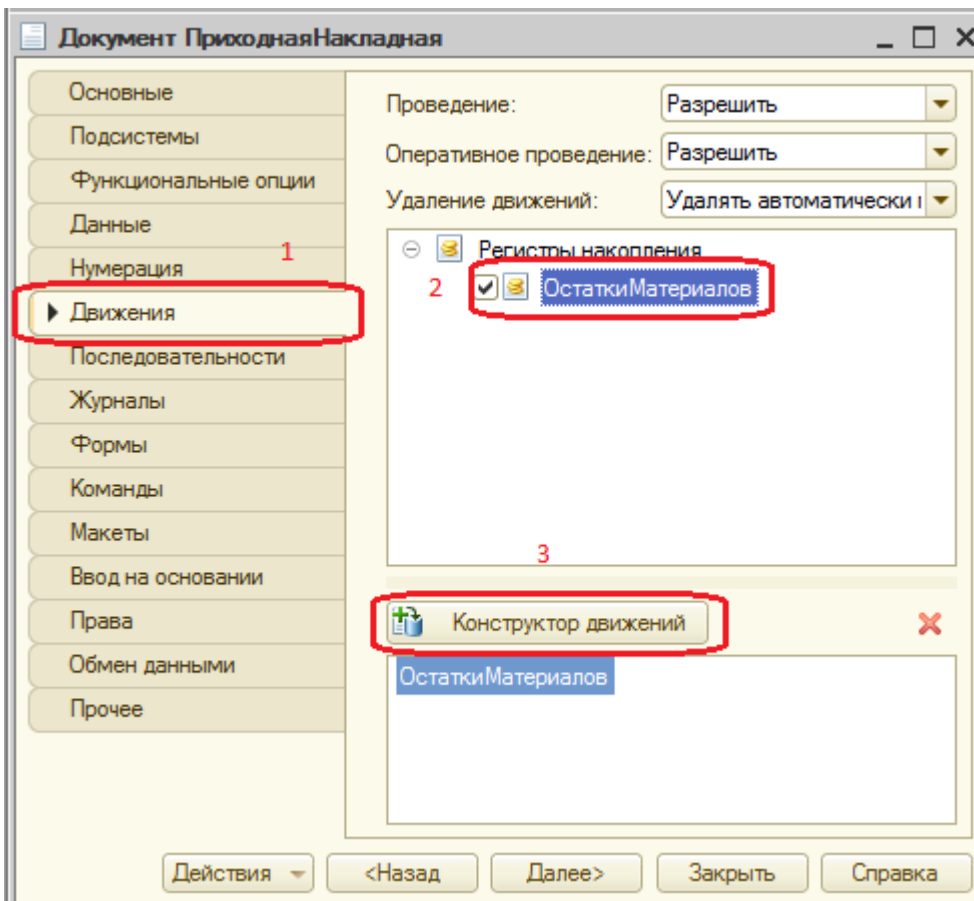 Документ ПриходнаяНакладная
Основные
Подсистемы
Функциональные опции
Данные
Нумерация
1
Движения
Последовательности
Журналы
Формы
Команды
Макеты
Ввод на основании
Права
Обмен данными
Прочее
Проведение: Разрешить
Оперативное проведение: Разрешить
Удаление движений: Удалять автоматически
Регистры накопления
2 ОстаткиМатериалов
3
Конструктор движений
ОстаткиМатериалов
Действия <Назад Далее> Закрыть Справка